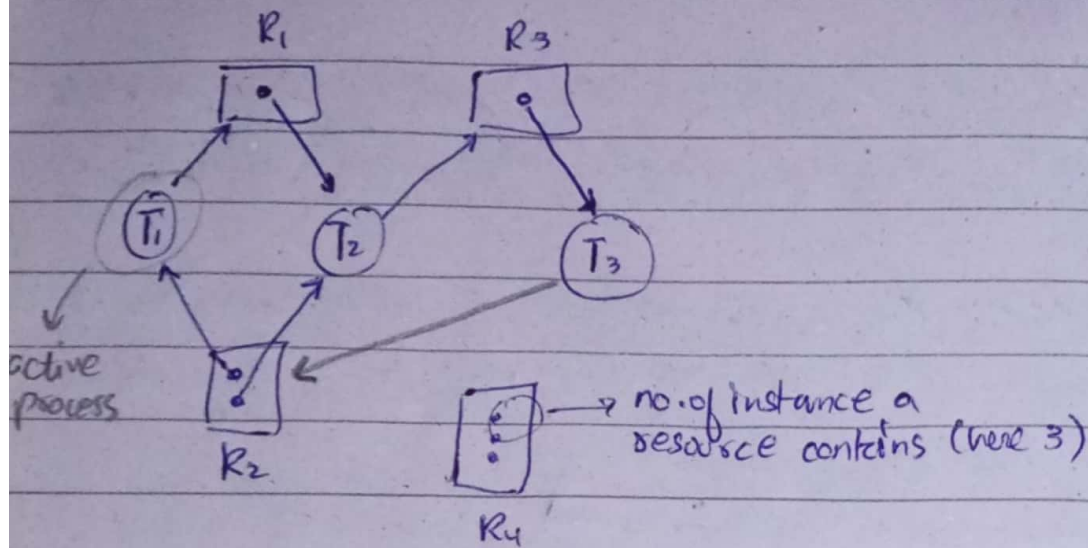 R1 R3
T1 T2 T3
active
process
no. of instance a
resource contains (here 3)
R2
R4